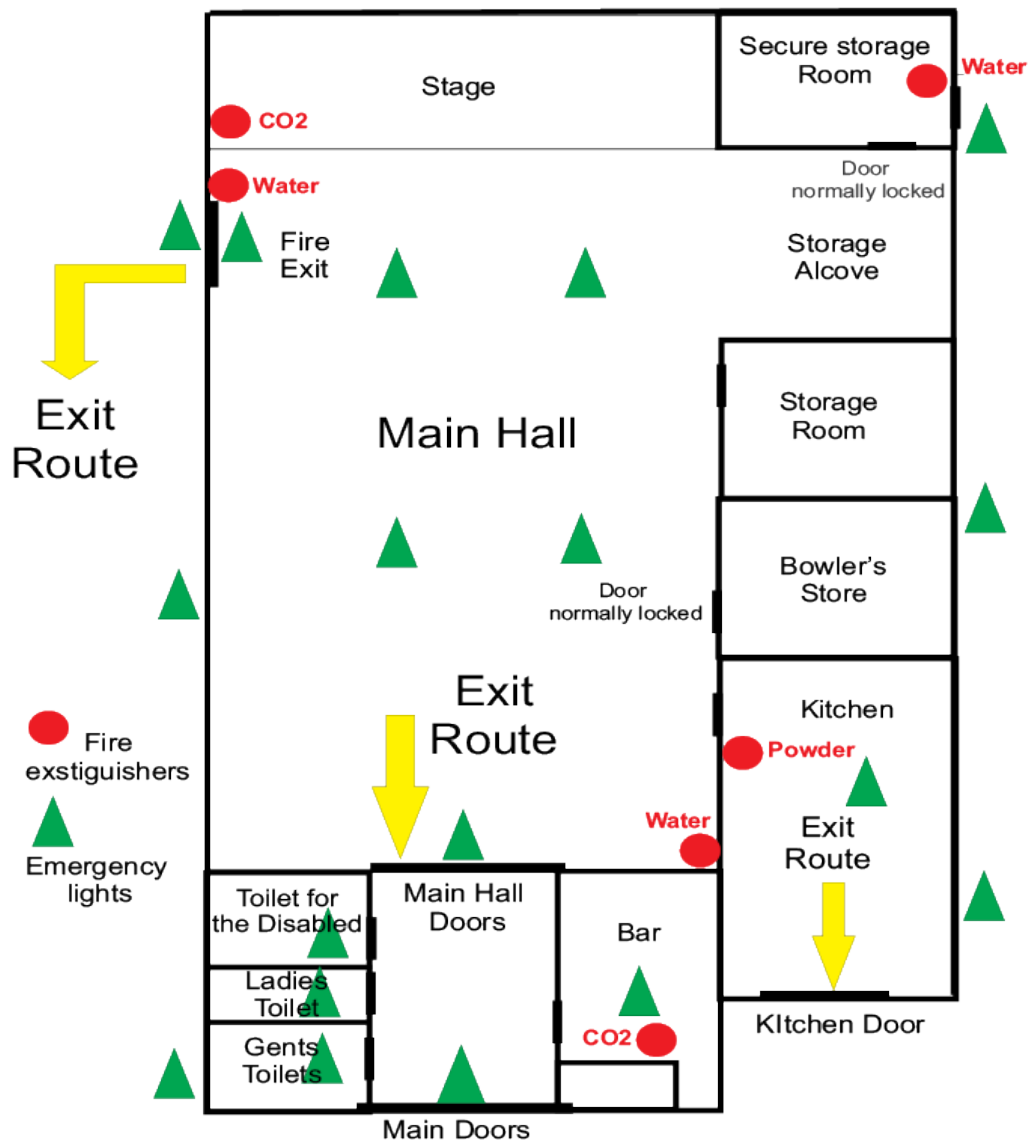 Stage
Secure storage
Room
Water
CO2
Water
Door
normally locked
Fire
Exit
Storage
Alcove
Exit
Route
Main Hall
Storage
Room
Bowler's
Store
Door
normally locked
Exit
Route
Kitchen
Powder
Fire
exstiguishers
Water
Exit
Route
Emergency
lights
Toilet for
the Disabled
Main Hall
Doors
Bar
Ladies
Toilet
CO2
Gents
Toilets
KItchen Door
Main Doors